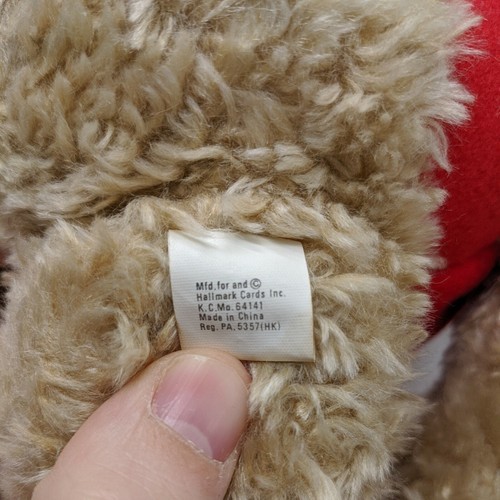 Mfd. for and ©
Hallmark Cards Inc.
K.C.Mo. 64141
Made in China
Reg. PA. 5357(HK)